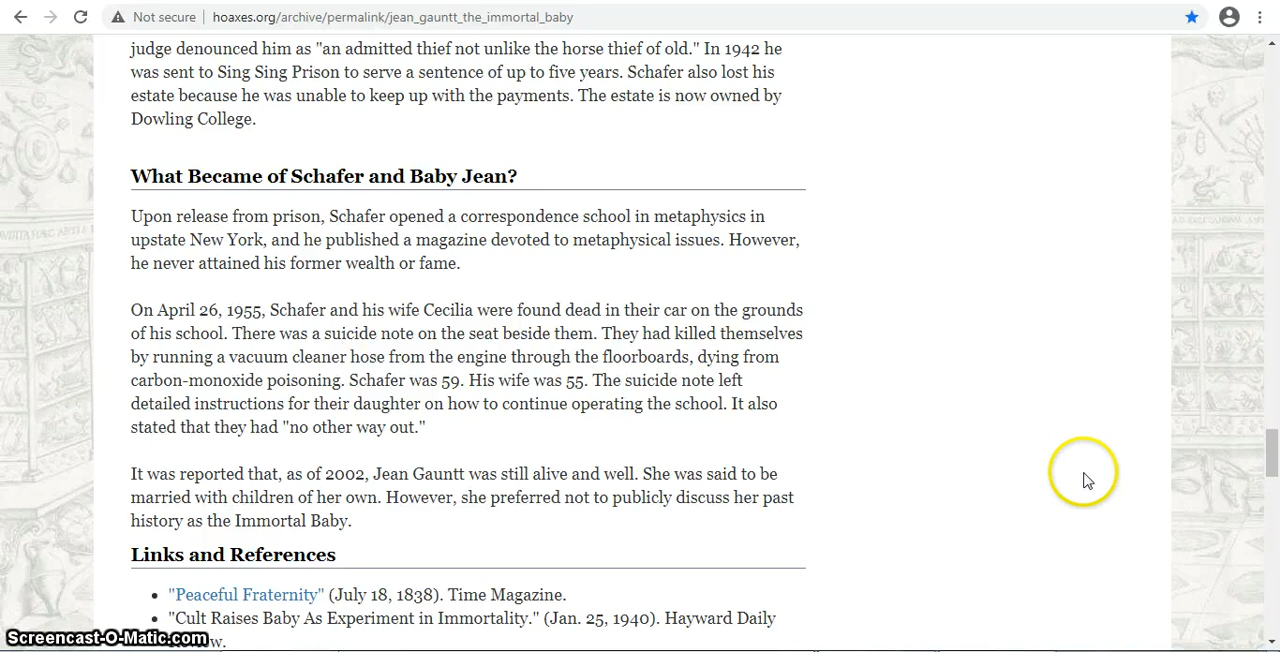 Not secure
hoaxes.org/archive/permalink/jean_gauntt_the_immortal_baby
judge denounced him as "an admitted thief not unlike the horse thief of old." In 1942 he
was sent to Sing Sing Prison to serve a sentence of up to five years. Schafer also lost his
estate because he was unable to keep up with the payments. The estate is now owned by
Dowling College.
What Became of Schafer and Baby Jean?
Upon release from prison, Schafer opened a correspondence school in metaphysics in
upstate New York, and he published a magazine devoted to metaphysical issues. However,
he never attained his former wealth or fame.
On April 26, 1955, Schafer and his wife Cecilia were found dead in their car on the grounds
of his school. There was a suicide note on the seat beside them. They had killed themselves
by running a vacuum cleaner hose from the engine through the floorboards, dying from
carbon-monoxide poisoning. Schafer was 59. His wife was 55. The suicide note left
detailed instructions for their daughter on how to continue operating the school. It also
stated that they had "no other way out."
It was reported that, as of 2002, Jean Gauntt was still alive and well. She was said to be
married with children of her own. However, she preferred not to publicly discuss her past
history as the Immortal Baby.
Links and References
• "Peaceful Fraternity" (July 18, 1838). Time Magazine.
• "Cult Raises Baby As Experiment in Immortality." (Jan. 25, 1940). Hayward Daily
Screencast-O-Matic.com